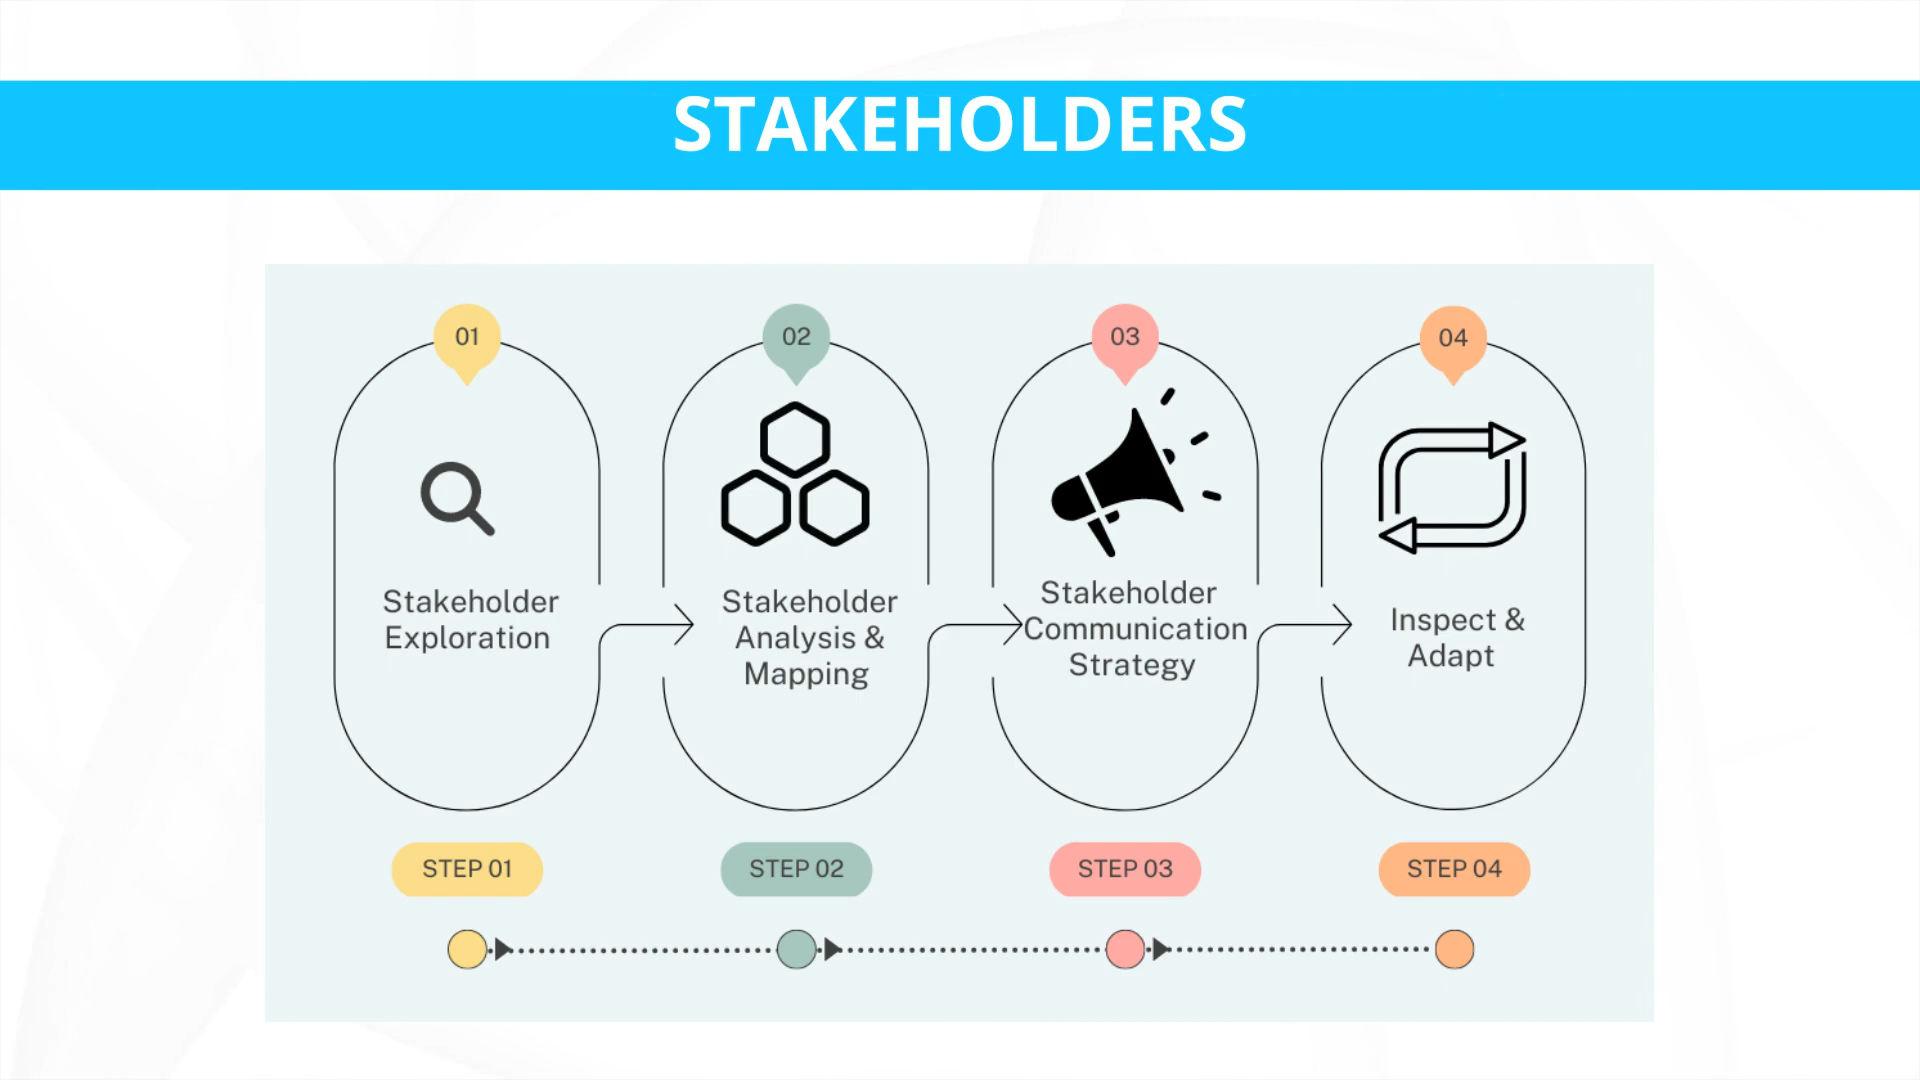 STAKEHOLDERS
01
02
03
04
Stakeholder
Exploration
Stakeholder
Analysis &
Mapping
Stakeholder
Communication
Strategy
Inspect &
Adapt
STEP 01
STEP 02
STEP 03
STEP 04